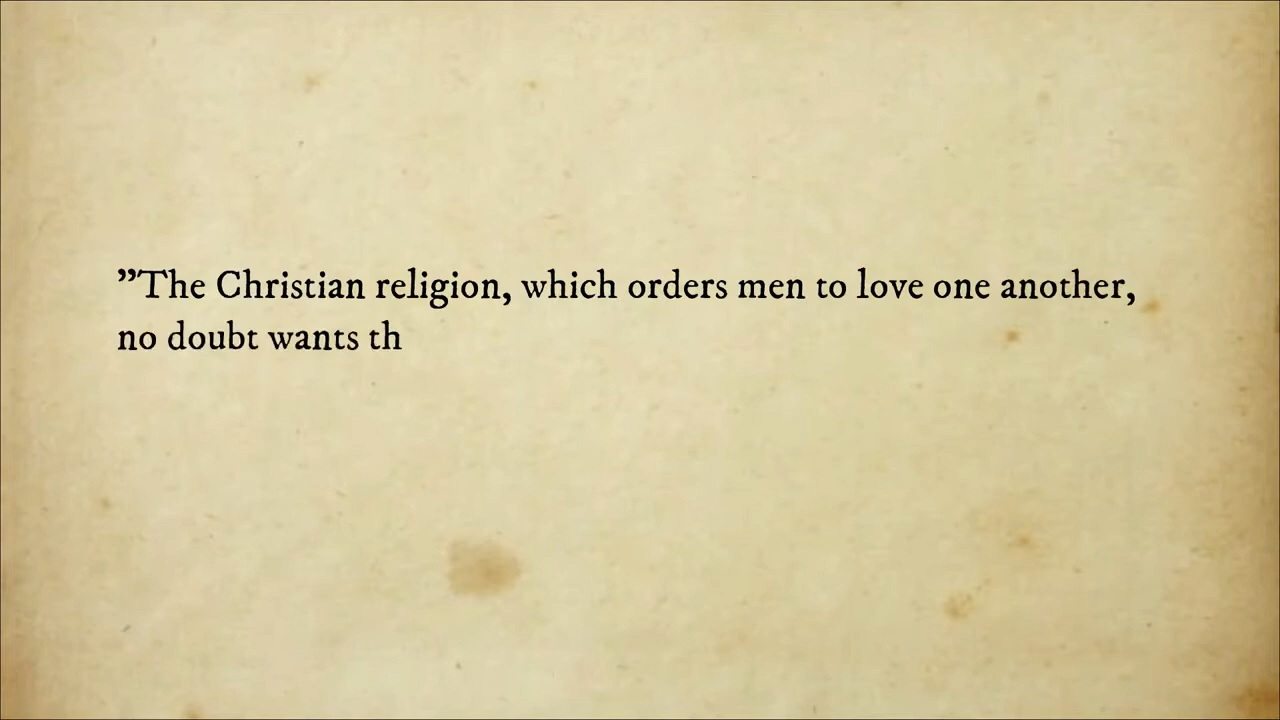 ”The Christian religion, which orders men to love one another,
no doubt wants th